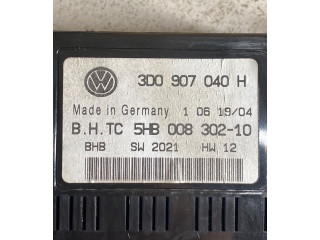 3D0 907 040 H
Made in Germany 1 06 19/04
B.H.TC 5HB 008 302-10
BHB SW 2021 HW 12